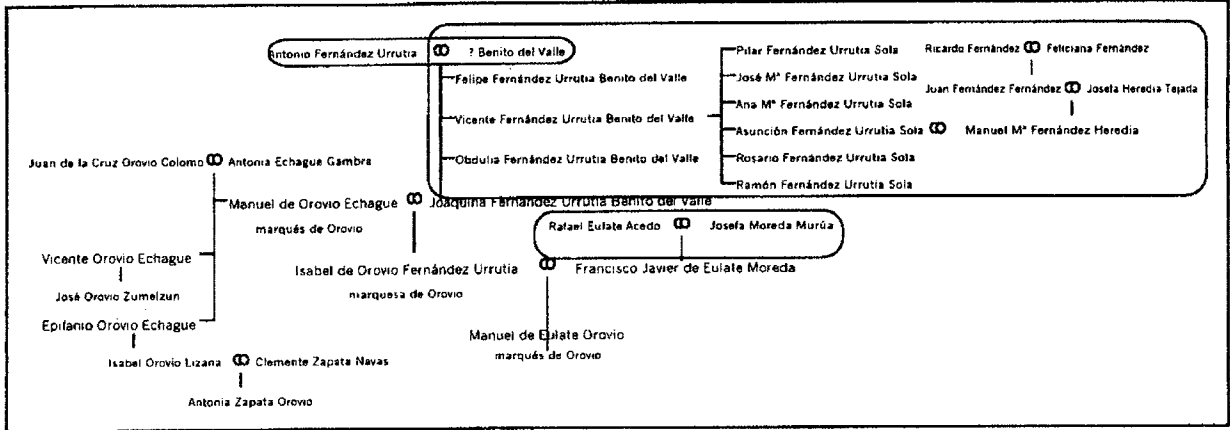 Antonio Fernández Urrutia ? Benito del Valle
Pilar Fernández Urrutia Sola
Ricardo Fernández Feliciana Fernández
Felipe Fernández Urrutia Benito del Valle
José Mª Fernández Urrutia Sola
Juan Fernández Fernández Josefa Heredia Tejada
Ana Mª Fernández Urrutia Sola
Vicente Fernández Urrutia Benito del Valle
Asunción Fernández Urrutia Sola Manuel Mª Fernández Heredia
Obdulia Fernández Urrutia Benito del Valle
Rosario Fernández Urrutia Sola
Juan de la Cruz Orovio Colomo Antonia Echague Gambra
Ramón Fernández Urrutia Sola
Manuel de Orovio Echague Joaquina Fernández Urrutia Benito del Valle
marqués de Orovio
Rafael Eulate Acedo Josefa Moreda Murúa
Vicente Orovio Echague
Isabel de Orovio Fernández Urrutia Francisco Javier de Eulate Moreda
marquesa de Orovio
José Orovio Zumelzun
Epifanio Orovio Echague
Manuel de Eulate Orovio
marqués de Orovio
Isabel Orovio Lizana Clemente Zapata Navas
Antonia Zapata Orovio